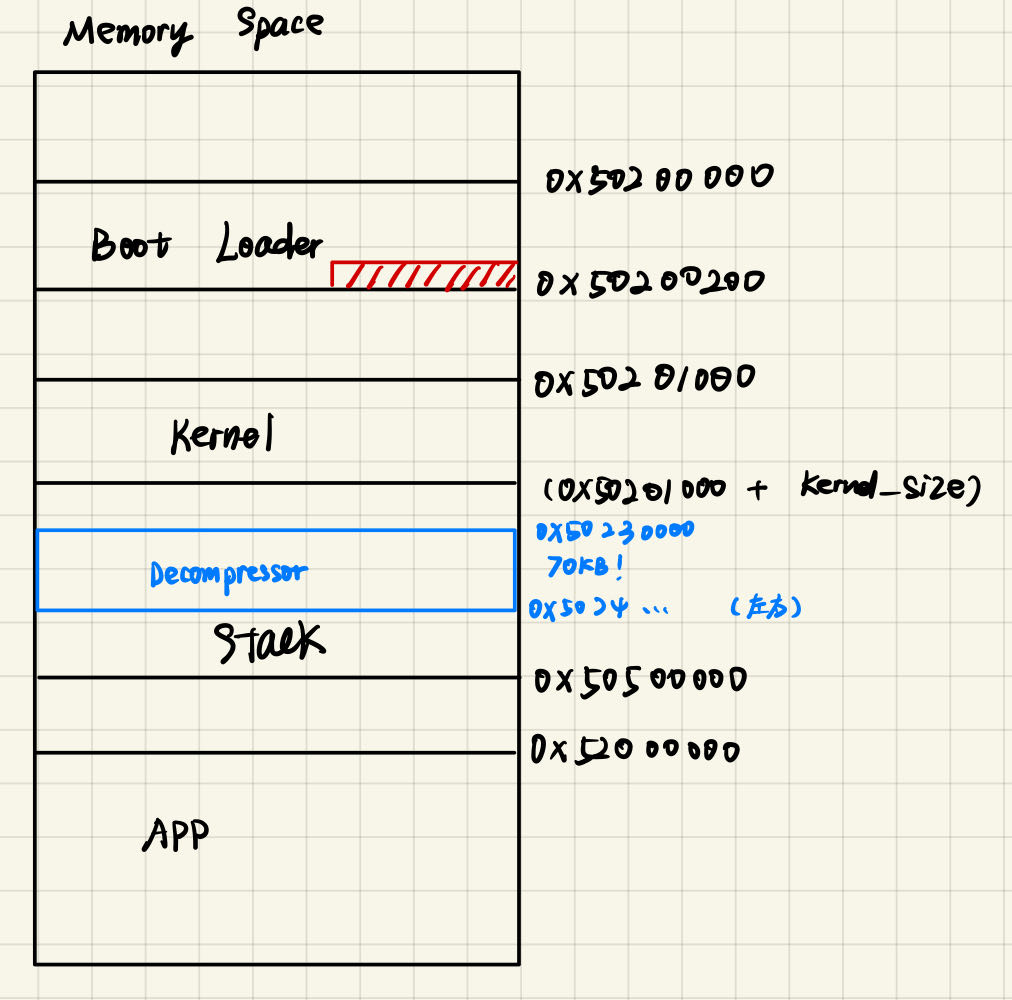 Memory Space
0x50200000
Boot Loader
0x50200200
0x50201000
Kernel
(0x50201000 + Kernel_size)
0x50230000
70KB!
Decompressor
0x5024 ... (左右)
Stack
0x50500000
0x52000000
APP